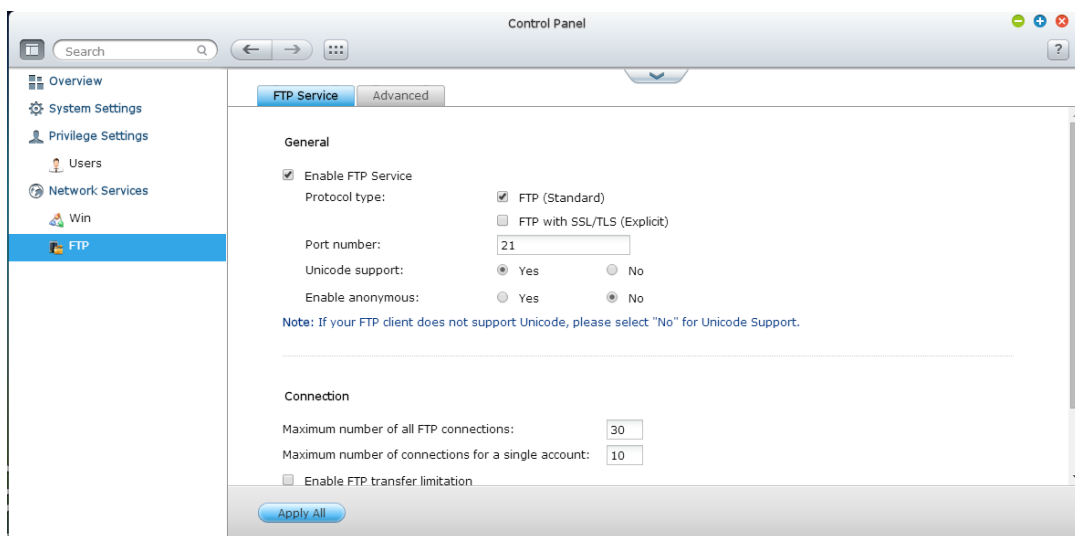 Control Panel
Search
?
Overview
System Settings
Privilege Settings
Users
Network Services
Win
FTP
FTP Service Advanced
General
Enable FTP Service
Protocol type: FTP (Standard)
FTP with SSL/TLS (Explicit)
Port number: 21
Unicode support: Yes No
Enable anonymous: Yes No
Note: If your FTP client does not support Unicode, please select "No" for Unicode Support.
Connection
Maximum number of all FTP connections: 30
Maximum number of connections for a single account: 10
Enable FTP transfer limitation
Apply All